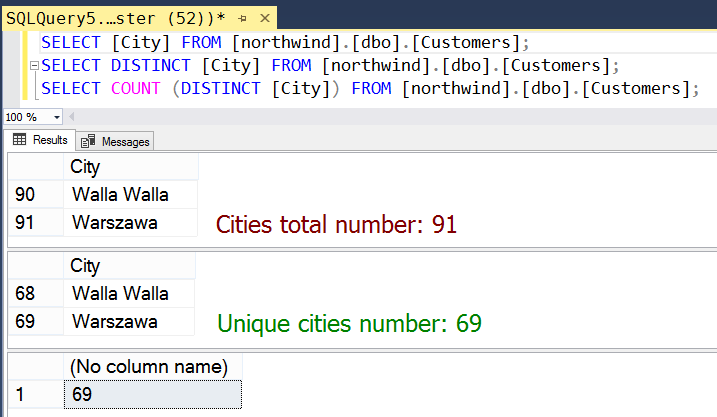 SQLQuery5....ster (52))*
SELECT [City] FROM [northwind].[dbo].[Customers];
SELECT DISTINCT [City] FROM [northwind].[dbo].[Customers];
SELECT COUNT (DISTINCT [City]) FROM [northwind].[dbo].[Customers];
100 %
Results Messages
City
90 Walla Walla
91 Warszawa
Cities total number: 91
City
68 Walla Walla
69 Warszawa
Unique cities number: 69
(No column name)
1 69